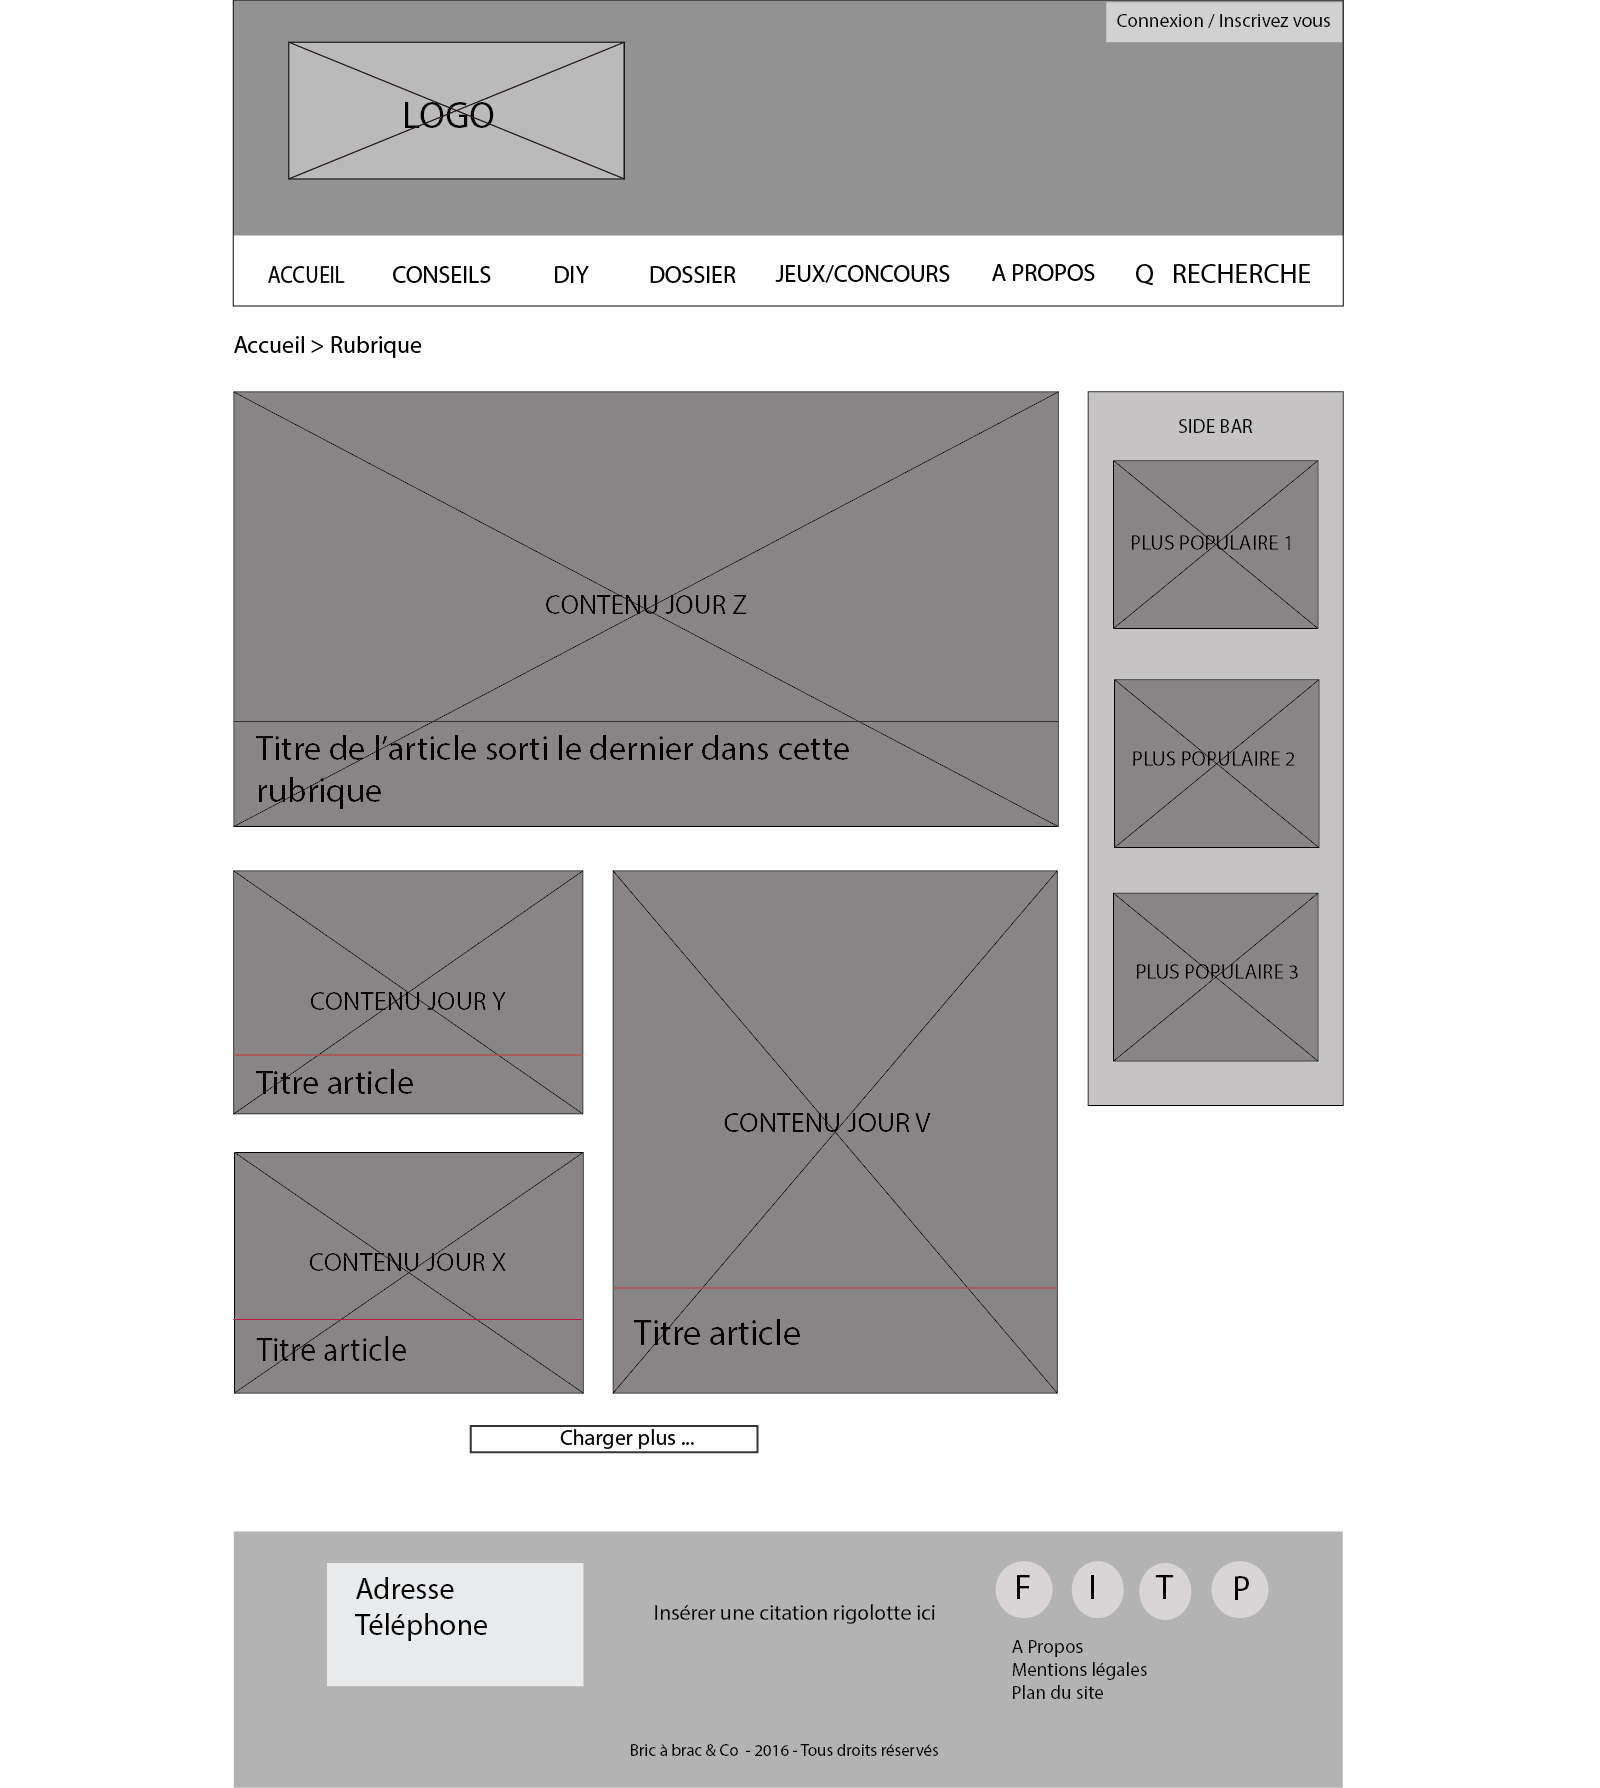 Connexion / Inscrivez vous
LOGO
ACCUEIL CONSEILS DIY DOSSIER JEUX/CONCOURS A PROPOS Q RECHERCHE
Accueil > Rubrique
CONTENU JOUR Z
Titre de l’article sorti le dernier dans cette
rubrique
SIDE BAR
PLUS POPULAIRE 1
PLUS POPULAIRE 2
PLUS POPULAIRE 3
CONTENU JOUR Y
Titre article
CONTENU JOUR X
Titre article
CONTENU JOUR V
Titre article
Charger plus ...
Adresse
Téléphone
Insérer une citation rigolotte ici
F I T P
A Propos
Mentions légales
Plan du site
Bric à brac & Co - 2016 - Tous droits réservés